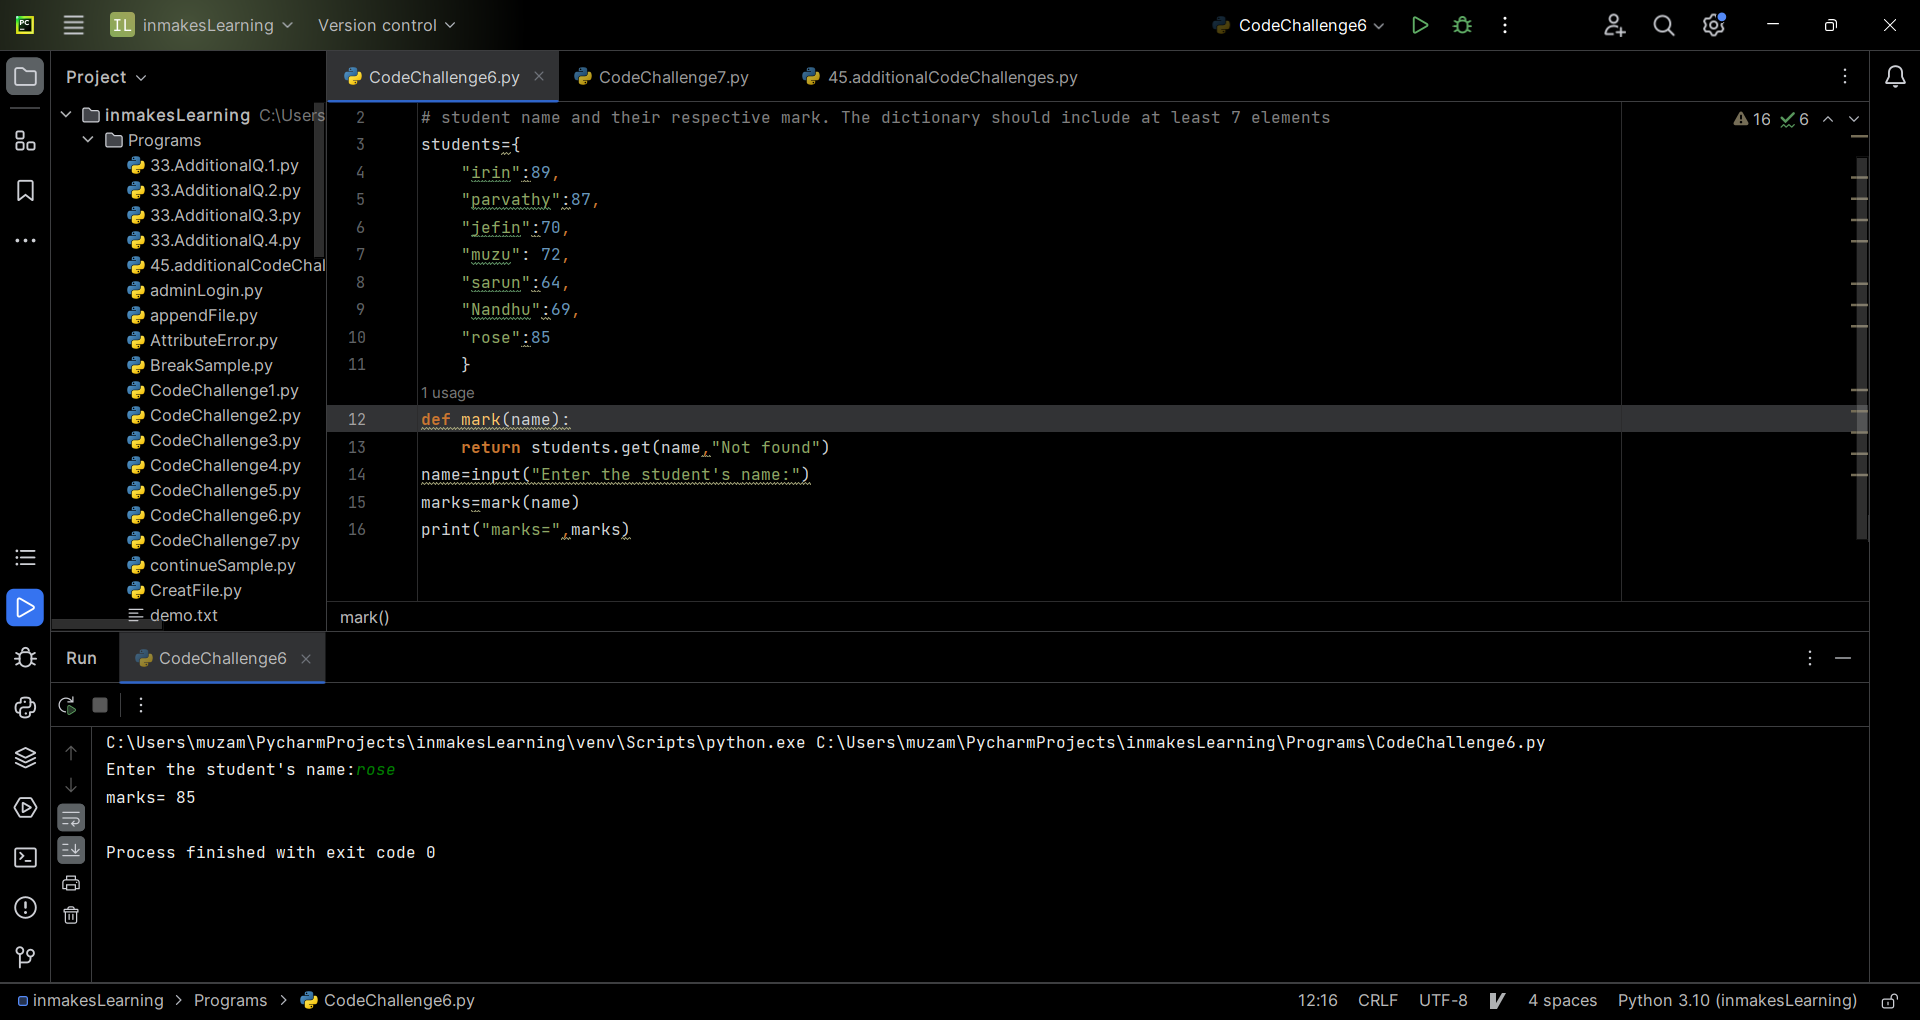 PC IL inmakesLearning Version control CodeChallenge6
Project CodeChallenge6.py CodeChallenge7.py 45.additionalCodeChallenges.py
inmakesLearning C:\Users
Programs
33.AdditionalQ.1.py
33.AdditionalQ.2.py
33.AdditionalQ.3.py
33.AdditionalQ.4.py
45.additionalCodeChal
adminLogin.py
appendFile.py
AttributeError.py
BreakSample.py
CodeChallenge1.py
CodeChallenge2.py
CodeChallenge3.py
CodeChallenge4.py
CodeChallenge5.py
CodeChallenge6.py
CodeChallenge7.py
continueSample.py
CreatFile.py
demo.txt
2 # student name and their respective mark. The dictionary should include at least 7 elements 16 6
3 students={
4 "irin":89,
5 "parvathy":87,
6 "jefin":70,
7 "muzu": 72,
8 "sarun":64,
9 "Nandhu":69,
10 "rose":85
11 }
1 usage
12 def mark(name):
13 return students.get(name,"Not found")
14 name=input("Enter the student's name:")
15 marks=mark(name)
16 print("marks=",marks)
mark()
Run CodeChallenge6
C:\Users\muzam\PycharmProjects\inmakesLearning\venv\Scripts\python.exe C:\Users\muzam\PycharmProjects\inmakesLearning\Programs\CodeChallenge6.py
Enter the student's name:rose
marks= 85
Process finished with exit code 0
inmakesLearning > Programs > CodeChallenge6.py 12:16 CRLF UTF-8 4 spaces Python 3.10 (inmakesLearning)